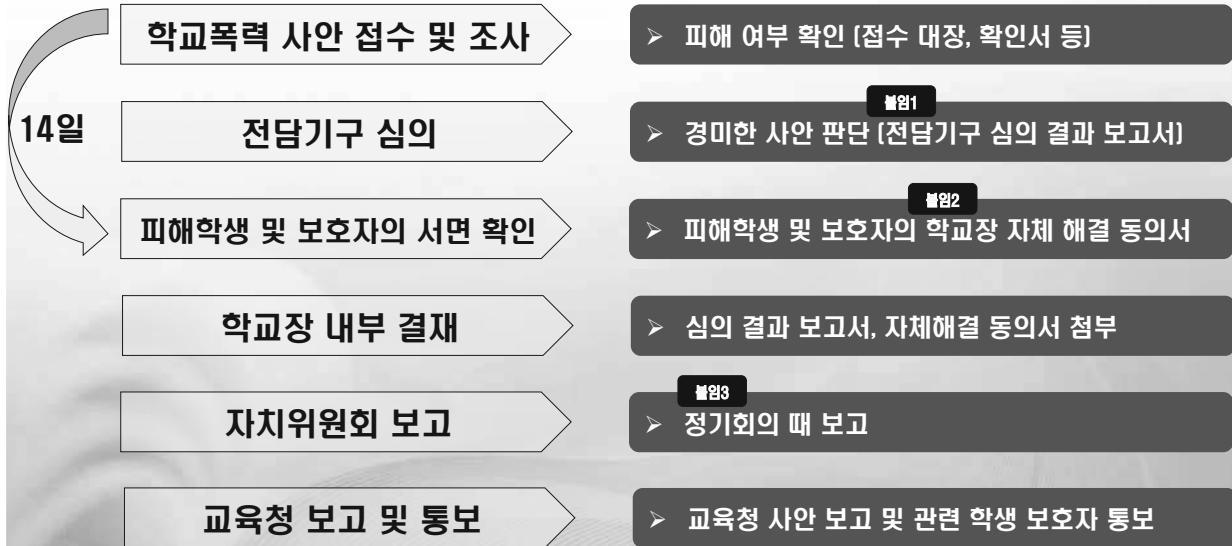 학교폭력 사안 접수 및 조사
➢ 피해 여부 확인 (접수 대장, 확인서 등)
14일
전담기구 심의
붙임1
➢ 경미한 사안 판단 (전담기구 심의 결과 보고서)
피해학생 및 보호자의 서면 확인
붙임2
➢ 피해학생 및 보호자의 학교장 자체 해결 동의서
학교장 내부 결재
➢ 심의 결과 보고서, 자체해결 동의서 첨부
자치위원회 보고
붙임3
➢ 정기회의 때 보고
교육청 보고 및 통보
➢ 교육청 사안 보고 및 관련 학생 보호자 통보